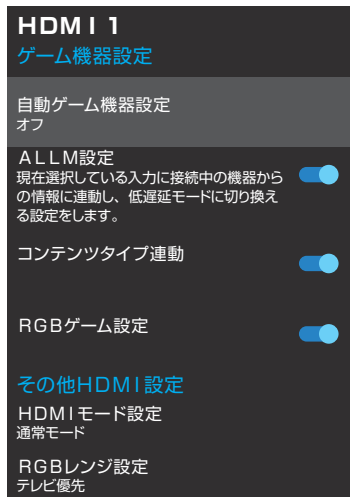 HDMI 1
ゲーム機器設定
自動ゲーム機器設定
オフ
ALLM設定
現在選択している入力に接続中の機器から
の情報に連動し、低遅延モードに切り換え
る設定をします。
コンテンツタイプ連動
RGBゲーム設定
その他HDMI設定
HDMIモード設定
通常モード
RGBレンジ設定
テレビ優先